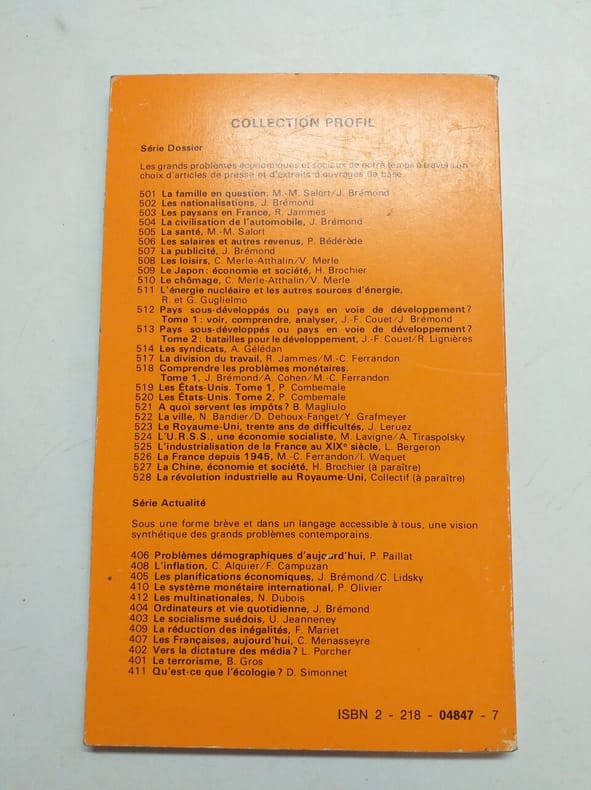 COLLECTION PROFIL
Série Dossier
Les grands problèmes économiques et sociaux de notre temps à travers un
choix d'articles de presse et d'extraits d'ouvrages de base.
501 La famille en question, M.-M. Salort/J. Brémond
502 Les nationalisations, J. Brémond
503 Les paysans en France, R. Jammes
504 La civilisation de l'automobile, J. Brémond
505 La santé, M.-M. Salort
506 Les salaires et autres revenus, P. Bédérède
507 La publicité, J. Brémond
508 Les loisirs, C. Merle-Atthalin/V. Merle
509 Le Japon : économie et société, H. Brochier
510 Le chômage, C. Merle-Atthalin/V. Merle
511 L'énergie nucléaire et les autres sources d'énergie,
R. et G. Guglielmo
512 Pays sous-développés ou pays en voie de développement ?
Tome 1 : voir, comprendre, analyser, J.-F. Couet/J. Brémond
513 Pays sous-développés ou pays en voie de développement ?
Tome 2 : batailles pour le développement, J.-F. Couet/R. Lignières
514 Les syndicats, A. Gélédan
517 La division du travail, R. Jammes/M.-C. Ferrandon
518 Comprendre les problèmes monétaires.
Tome 1, J. Brémond/A. Cohen/M.-C. Ferrandon
519 Les États-Unis. Tome 1, P. Combemale
520 Les États-Unis. Tome 2, P. Combemale
521 A quoi servent les impôts ? B. Magliulo
522 La ville, N. Bandier/D. Dehoux-Fanget/Y. Grafmeyer
523 Le Royaume-Uni, trente ans de difficultés, J. Leruez
524 L'U.R.S.S., une économie socialiste, M. Lavigne/A. Tiraspolsky
525 L'industrialisation de la France au XIXe siècle, L. Bergeron
526 La France depuis 1945, M.-C. Ferrandon/I. Waquet
527 La Chine, économie et société, H. Brochier (à paraître)
528 La révolution industrielle au Royaume-Uni, Collectif (à paraître)
Série Actualité
Sous une forme brève et dans un langage accessible à tous, une vision
synthétique des grands problèmes contemporains.
406 Problèmes démographiques d'aujourd'hui, P. Paillat
408 L'inflation, C. Alquier/F. Campuzan
405 Les planifications économiques, J. Brémond/C. Lidsky
410 Le système monétaire international, P. Olivier
412 Les multinationales, N. Dubois
404 Ordinateurs et vie quotidienne, J. Brémond
403 Le socialisme suédois, U. Jeanneney
409 La réduction des inégalités, F. Mariet
407 Les Françaises, aujourd'hui, C. Menasseyre
402 Vers la dictature des média ? L. Porcher
401 Le terrorisme, B. Gros
411 Qu'est-ce que l'écologie ? D. Simonnet
ISBN 2 - 218 - 04847 - 7